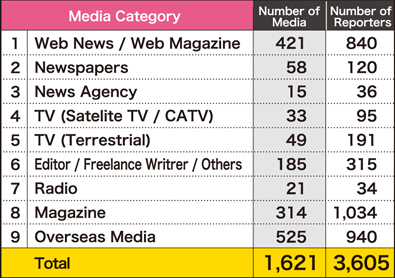 Media Category Number of Media Number of Reporters
1 Web News / Web Magazine 421 840
2 Newspapers 58 120
3 News Agency 15 36
4 TV (Satelite TV / CATV) 33 95
5 TV (Terrestrial) 49 191
6 Editor / Freelance Writrer / Others 185 315
7 Radio 21 34
8 Magazine 314 1,034
9 Overseas Media 525 940
Total 1,621 3,605